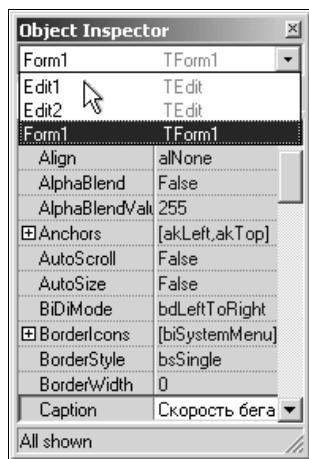 Object Inspector
Form1 TForm1
Edit1 TEdit
Edit2 TEdit
Form1 TForm1
Align alNone
AlphaBlend False
AlphaBlendValu 255
Anchors [akLeft,akTop]
AutoScroll False
AutoSize False
BiDiMode bdLeftToRight
BorderIcons [biSystemMenu]
BorderStyle bsSingle
BorderWidth 0
Caption Скорость бега
All shown